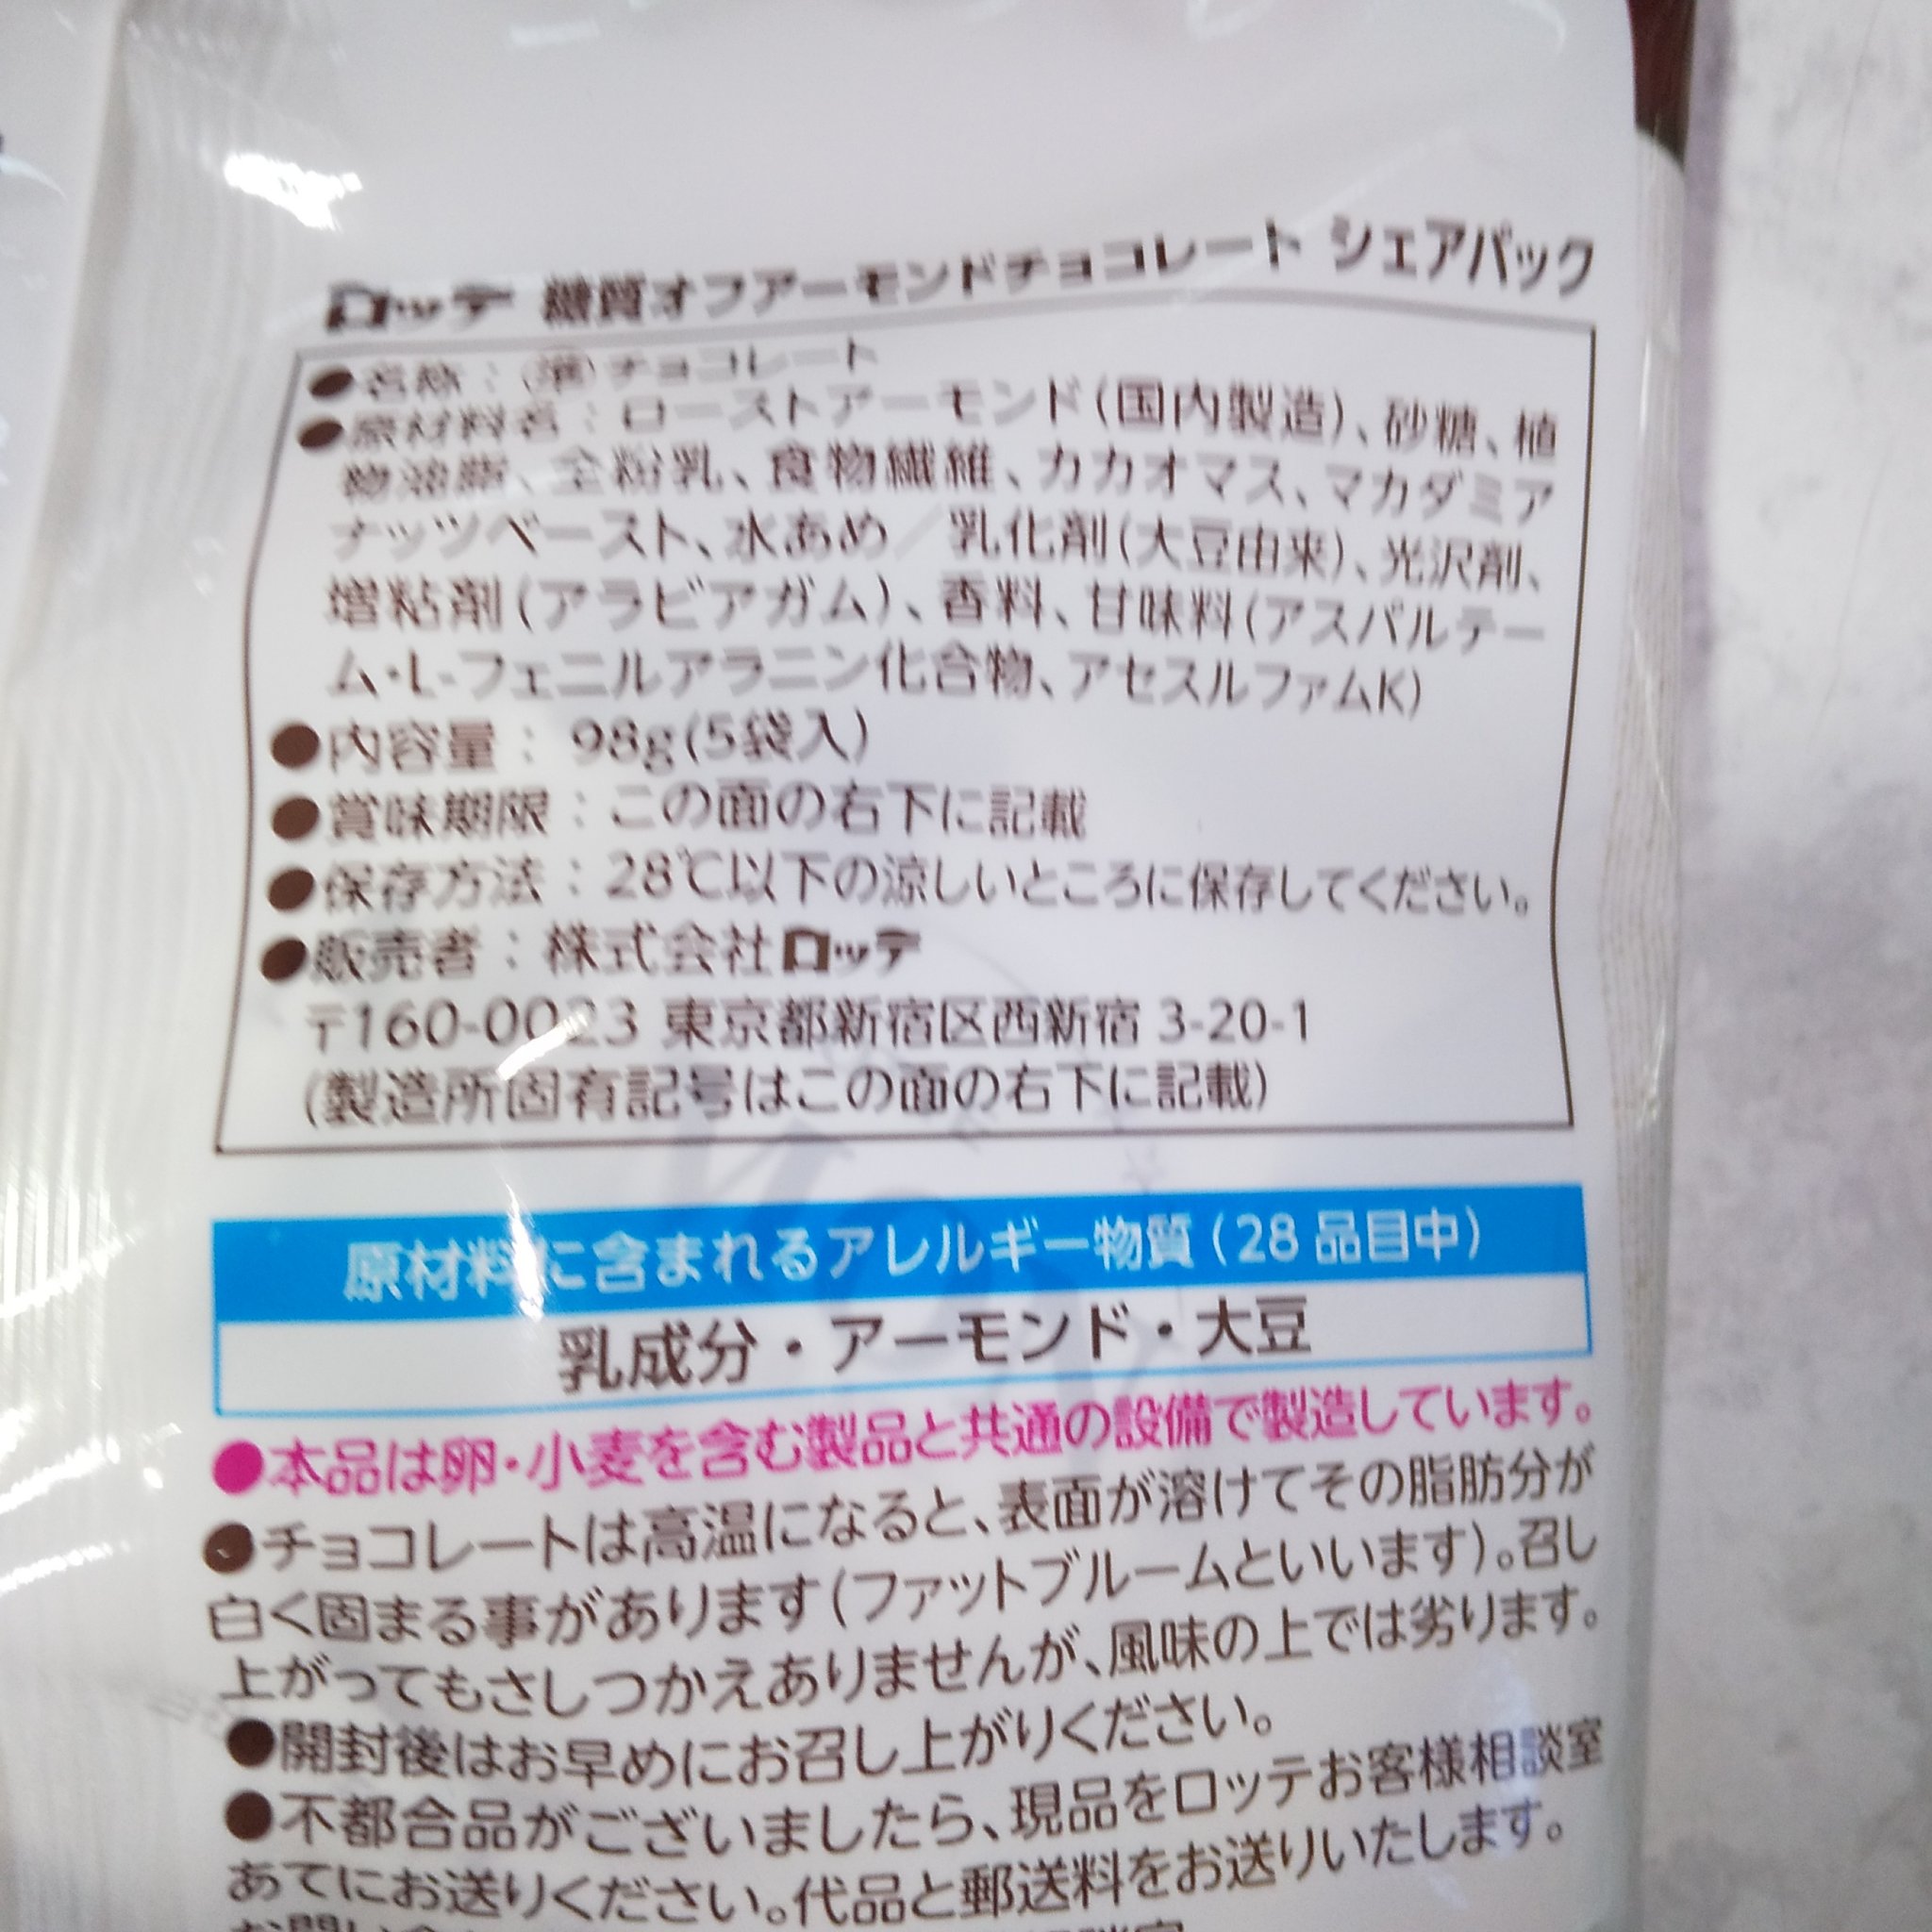 ロッテ 糖質オフアーモンドチョコレート シェアパック
●名称：準チョコレート
●原材料名：ローストアーモンド(国内製造)、砂糖、植
物油脂、全粉乳、食物繊維、カカオマス、マカダミア
ナッツペースト、水あめ／乳化剤(大豆由来)、光沢剤、
増粘剤(アラビアガム)、香料、甘味料(アスパルテー
ム・L-フェニルアラニン化合物、アセスルファムK)
●内容量：98g(5袋入)
●賞味期限：この面の右下に記載
●保存方法：28℃以下の涼しいところに保存してください。
●販売者：株式会社ロッテ
〒160-0023 東京都新宿区西新宿 3-20-1
(製造所固有記号はこの面の右下に記載)
原材料に含まれるアレルギー物質(28品目中)
乳成分・アーモンド・大豆
●本品は卵・小麦を含む製品と共通の設備で製造しています。
●チョコレートは高温になると、表面が溶けてその脂肪分が
白く固まる事があります(ファットブルームといいます)。召し
上がってもさしつかえありませんが、風味の上では劣ります。
●開封後はお早めにお召し上がりください。
●不都合品がございましたら、現品をロッテお客様相談室
あてにお送りください。代品と郵送料をお送りいたします。